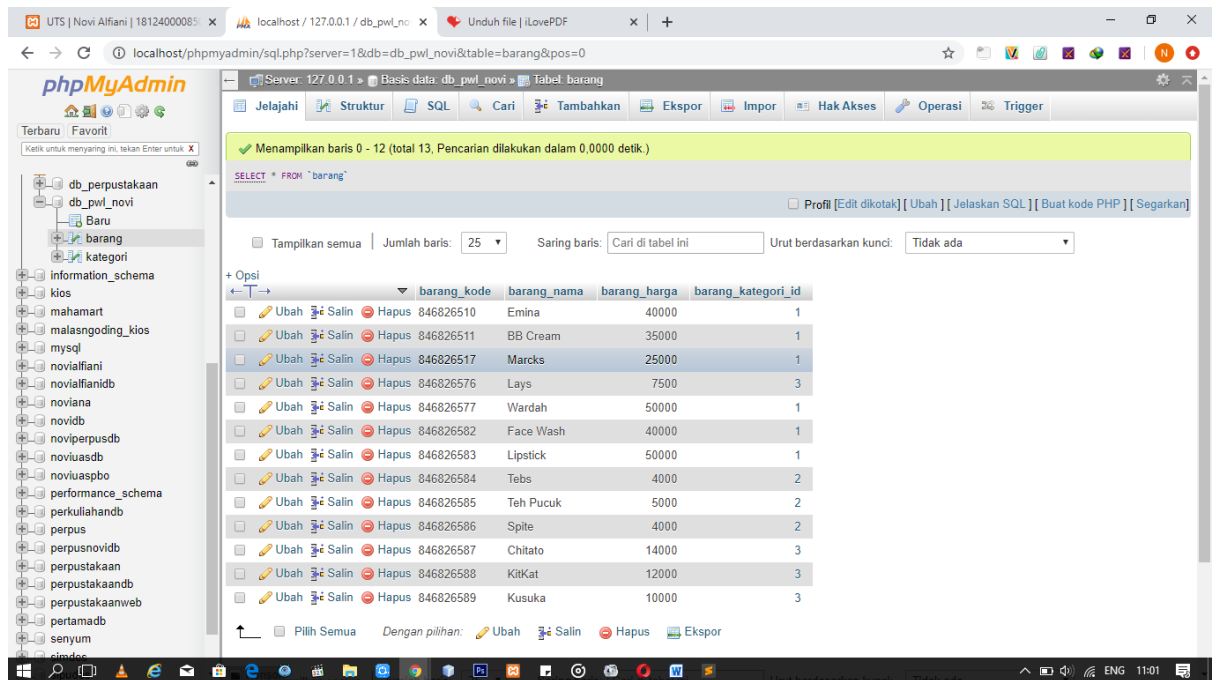 UTS | Novi Alfiani | 1812400085
localhost / 127.0.0.1 / db_pwl_no
Unduh file | iLovePDF
localhost/phpmyadmin/sql.php?server=1&db=db_pwl_novi&table=barang&pos=0
N
phpMyAdmin
Terbaru Favorit
Ketik untuk menyaring ini, tekan Enter untuk X
db_perpustakaan
db_pwl_novi
Baru
barang
kategori
information_schema
kios
mahamart
malasngoding_kios
mysql
novialfiani
novialfianidb
noviana
novidb
noviperpusdb
noviuasdb
noviuaspbo
performance_schema
perkuliahandb
perpus
perpusnovidb
perpustakaan
perpustakaandb
perpustakaanweb
pertamadb
senyum
simdes
Server: 127.0.0.1 » Basis data: db_pwl_novi » Tabel: barang
Jelajahi Struktur SQL Cari Tambahkan Ekspor Impor Hak Akses Operasi Trigger
Menampilkan baris 0 - 12 (total 13, Pencarian dilakukan dalam 0,0000 detik.)
SELECT * FROM `barang`
Profil [Edit dikotak] [ Ubah ] [ Jelaskan SQL ] [ Buat kode PHP ] [ Segarkan]
Tampilkan semua Jumlah baris: 25 Saring baris: Cari di tabel ini Urut berdasarkan kunci: Tidak ada
+ Opsi
←T→ barang_kode barang_nama barang_harga barang_kategori_id
Ubah Salin Hapus 846826510 Emina 40000 1
Ubah Salin Hapus 846826511 BB Cream 35000 1
Ubah Salin Hapus 846826517 Marcks 25000 1
Ubah Salin Hapus 846826576 Lays 7500 3
Ubah Salin Hapus 846826577 Wardah 50000 1
Ubah Salin Hapus 846826582 Face Wash 40000 1
Ubah Salin Hapus 846826583 Lipstick 50000 1
Ubah Salin Hapus 846826584 Tebs 4000 2
Ubah Salin Hapus 846826585 Teh Pucuk 5000 2
Ubah Salin Hapus 846826586 Spite 4000 2
Ubah Salin Hapus 846826587 Chitato 14000 3
Ubah Salin Hapus 846826588 KitKat 12000 3
Ubah Salin Hapus 846826589 Kusuka 10000 3
Pilih Semua Dengan pilihan: Ubah Salin Hapus Ekspor
Ps
W
S
ENG 11:01